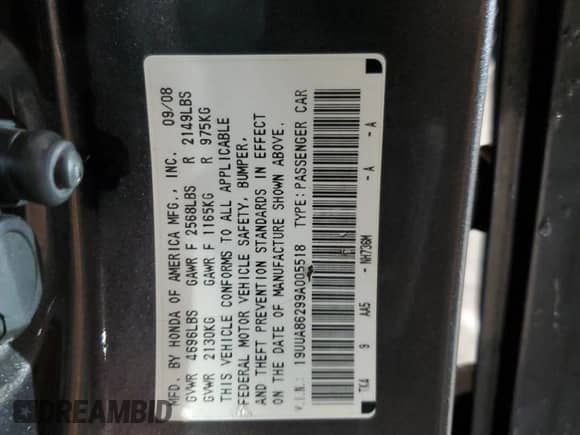 MFD. BY HONDA OF AMERICA MFG., INC. 09/08
GVWR 4696LBS GAWR F 2568LBS R 2149LBS
GVWR 2130KG GAWR F 1165KG R 975KG
THIS VEHICLE CONFORMS TO ALL APPLICABLE
FEDERAL MOTOR VEHICLE SAFETY, BUMPER,
AND THEFT PREVENTION STANDARDS IN EFFECT
ON THE DATE OF MANUFACTURE SHOWN ABOVE.
V.I.N.: 19UUA86299A005518 TYPE: PASSENGER CAR
TK4 9 AA5 - NH736M - A - A
DREAMBID